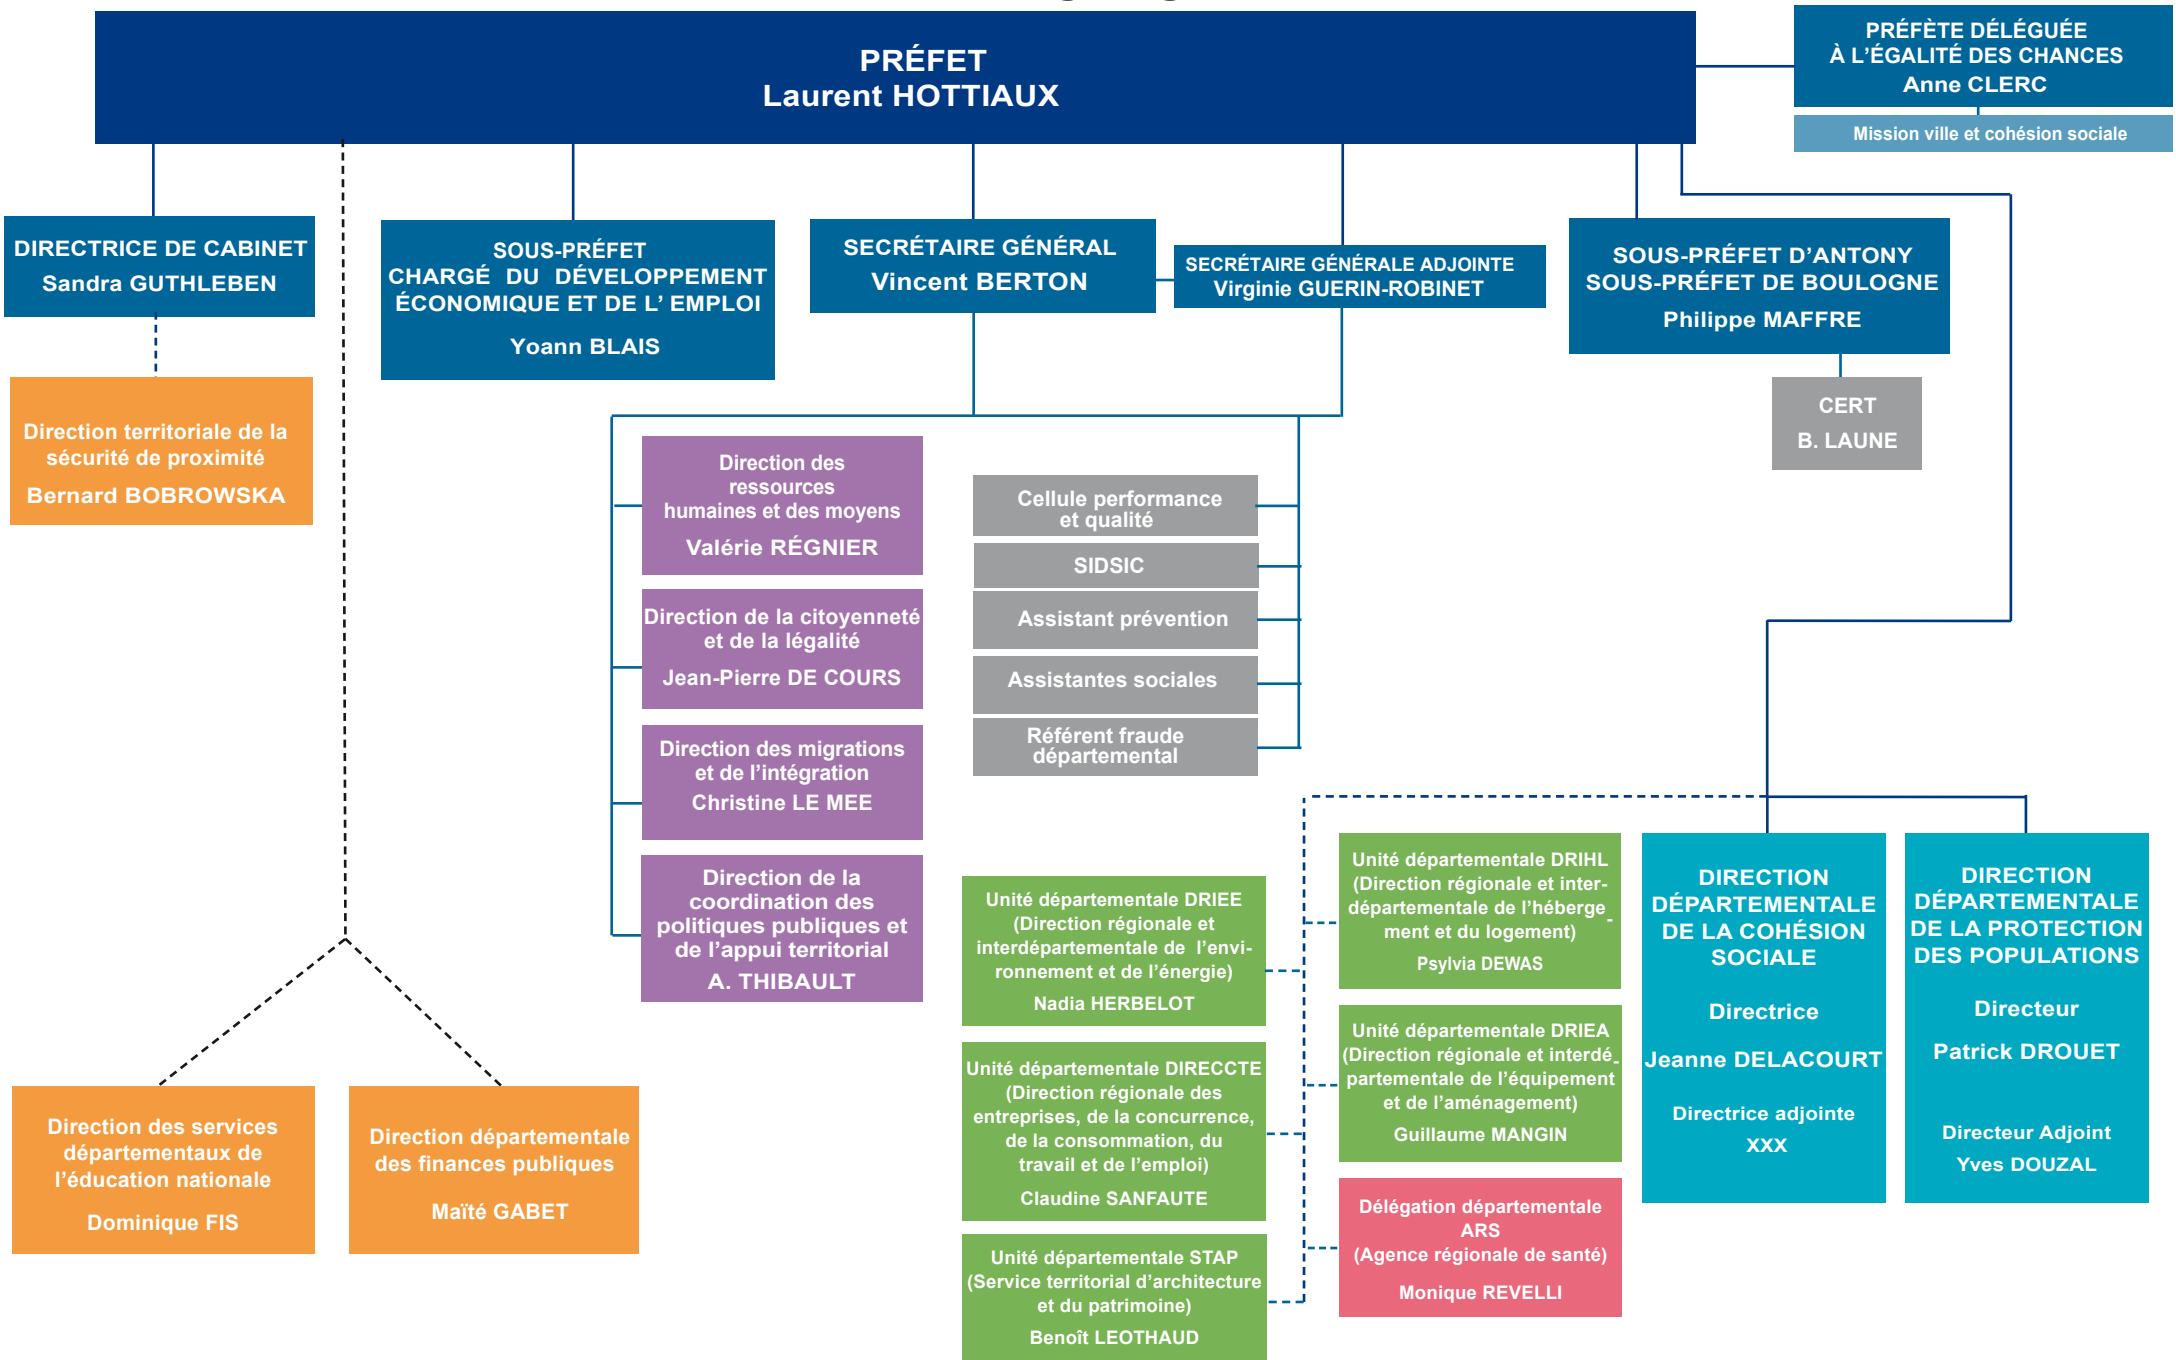 PRÉFET
Laurent HOTTIAUX
PRÉFÈTE DÉLÉGUÉE
À L'ÉGALITÉ DES CHANCES
Anne CLERC
Mission ville et cohésion sociale
DIRECTRICE DE CABINET
Sandra GUTHLEBEN
SOUS-PRÉFET
CHARGÉ DU DÉVELOPPEMENT
ÉCONOMIQUE ET DE L' EMPLOI
Yoann BLAIS
SECRÉTAIRE GÉNÉRAL
Vincent BERTON
SECRÉTAIRE GÉNÉRALE ADJOINTE
Virginie GUERIN-ROBINET
SOUS-PRÉFET D'ANTONY
SOUS-PRÉFET DE BOULOGNE
Philippe MAFFRE
CERT
B. LAUNE
Direction territoriale de la
sécurité de proximité
Bernard BOBROWSKA
Direction des
ressources
humaines et des moyens
Valérie RÉGNIER
Direction de la citoyenneté
et de la légalité
Jean-Pierre DE COURS
Direction des migrations
et de l'intégration
Christine LE MEE
Direction de la
coordination des
politiques publiques et
de l'appui territorial
A. THIBAULT
Cellule performance
et qualité
SIDSIC
Assistant prévention
Assistantes sociales
Référent fraude
départemental
Unité départementale DRIEE
(Direction régionale et
interdépartementale de l'envi-
ronnement et de l'énergie)
Nadia HERBELOT
Unité départementale DIRECCTE
(Direction régionale des
entreprises, de la concurrence,
de la consommation, du
travail et de l'emploi)
Claudine SANFAUTE
Unité départementale STAP
(Service territorial d'architecture
et du patrimoine)
Benoît LEOTHAUD
Unité départementale DRIHL
(Direction régionale et inter-
départementale de l'héberge-
ment et du logement)
Psylvia DEWAS
Unité départementale DRIEA
(Direction régionale et interdé-
partementale de l'équipement
et de l'aménagement)
Guillaume MANGIN
Délégation départementale
ARS
(Agence régionale de santé)
Monique REVELLI
DIRECTION
DÉPARTEMENTALE
DE LA COHÉSION
SOCIALE
Directrice
Jeanne DELACOURT
Directrice adjointe
XXX
DIRECTION
DÉPARTEMENTALE
DE LA PROTECTION
DES POPULATIONS
Directeur
Patrick DROUET
Directeur Adjoint
Yves DOUZAL
Direction des services
départementaux de
l'éducation nationale
Dominique FIS
Direction départementale
des finances publiques
Maïté GABET